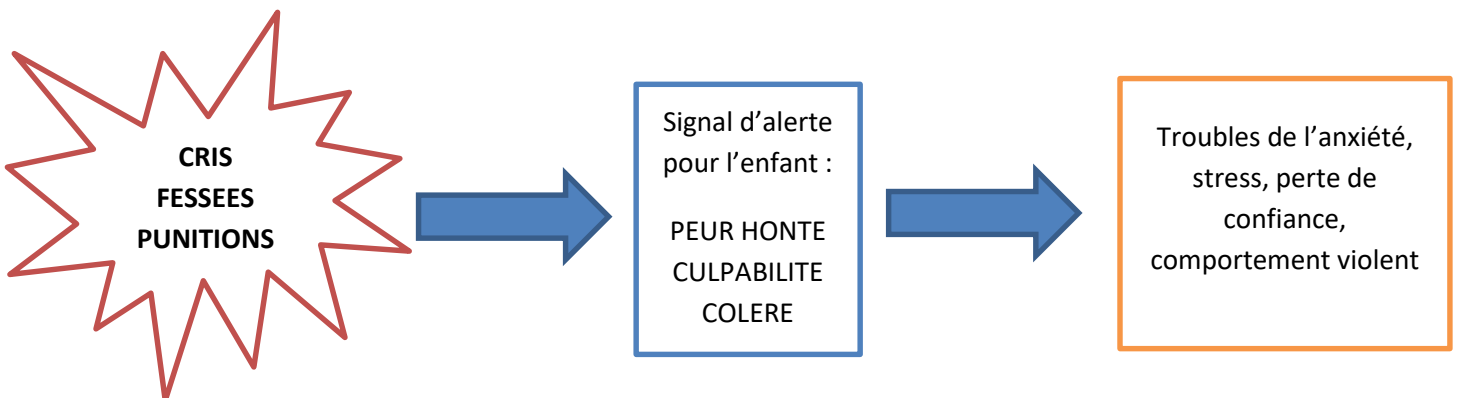 CRIS
FESSEES
PUNITIONS
Signal d’alerte
pour l’enfant :
PEUR HONTE
CULPABILITE
COLERE
Troubles de l’anxiété,
stress, perte de
confiance,
comportement violent